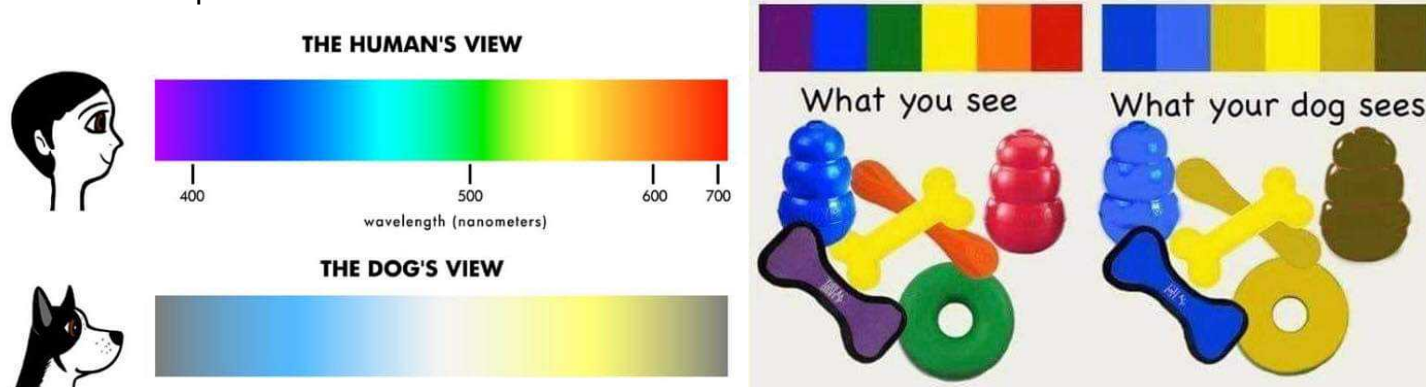 THE HUMAN'S VIEW
400 500 600 700
wavelength (nanometers)
THE DOG'S VIEW
What you see
What your dog sees